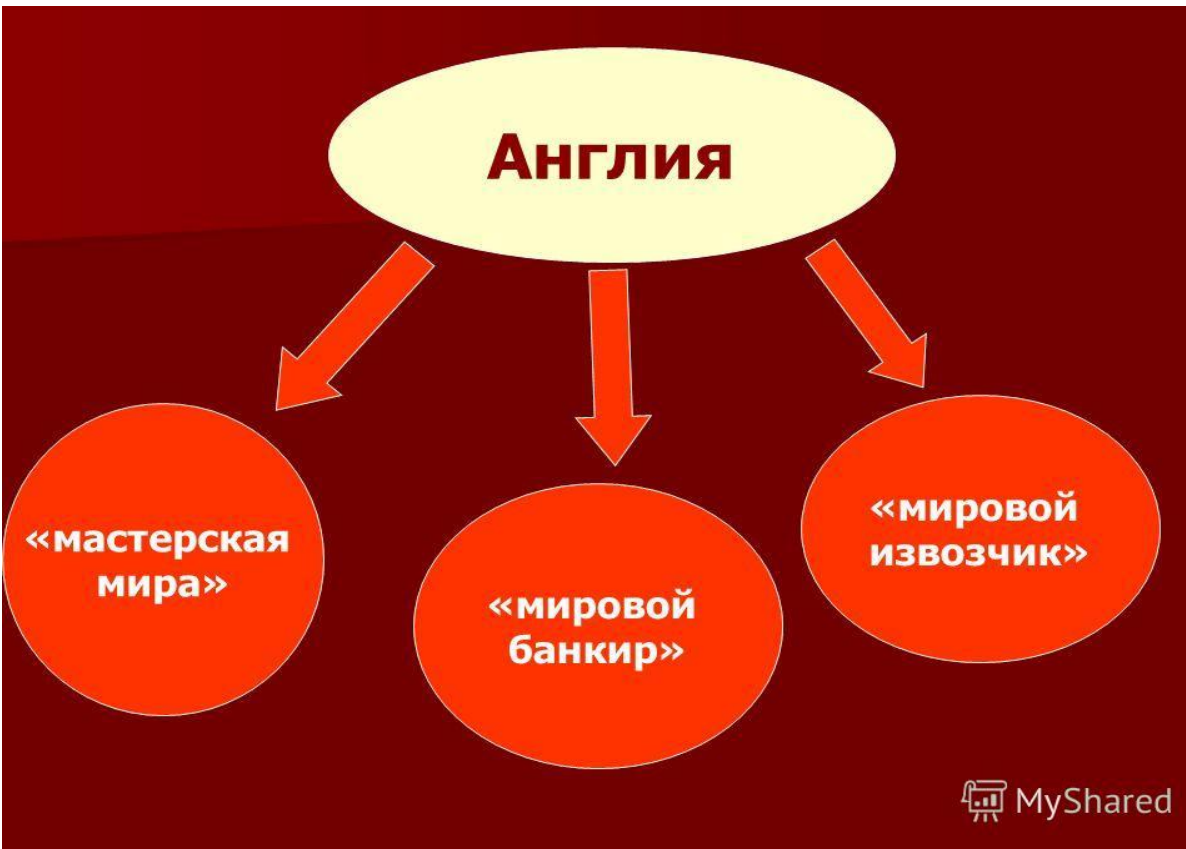 Англия
«мастерская
мира»
«мировой
банкир»
«мировой
извозчик»
MyShared